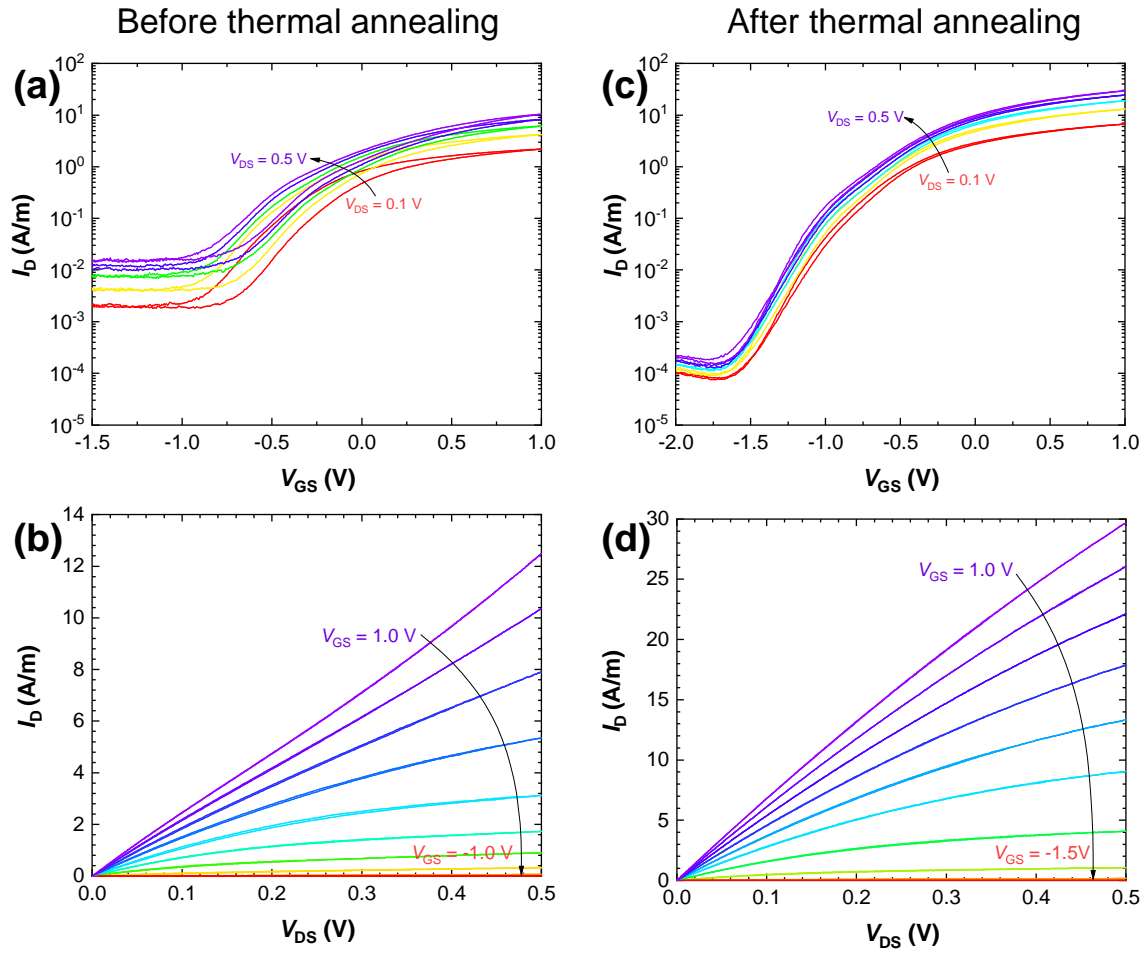 Before thermal annealing
After thermal annealing
(a)
10^2
10^1
10^0
10^-1
10^-2
10^-3
10^-4
10^-5
I_D (A/m)
V_DS = 0.5 V
V_DS = 0.1 V
-1.5 -1.0 -0.5 0.0 0.5 1.0
V_GS (V)
(c)
10^2
10^1
10^0
10^-1
10^-2
10^-3
10^-4
10^-5
I_D (A/m)
V_DS = 0.5 V
V_DS = 0.1 V
-2.0 -1.5 -1.0 -0.5 0.0 0.5 1.0
V_GS (V)
(b)
14
12
10
8
6
4
2
0
I_D (A/m)
V_GS = 1.0 V
V_GS = -1.0 V
0.0 0.1 0.2 0.3 0.4 0.5
V_DS (V)
(d)
30
25
20
15
10
5
0
I_D (A/m)
V_GS = 1.0 V
V_GS = -1.5V
0.0 0.1 0.2 0.3 0.4 0.5
V_DS (V)